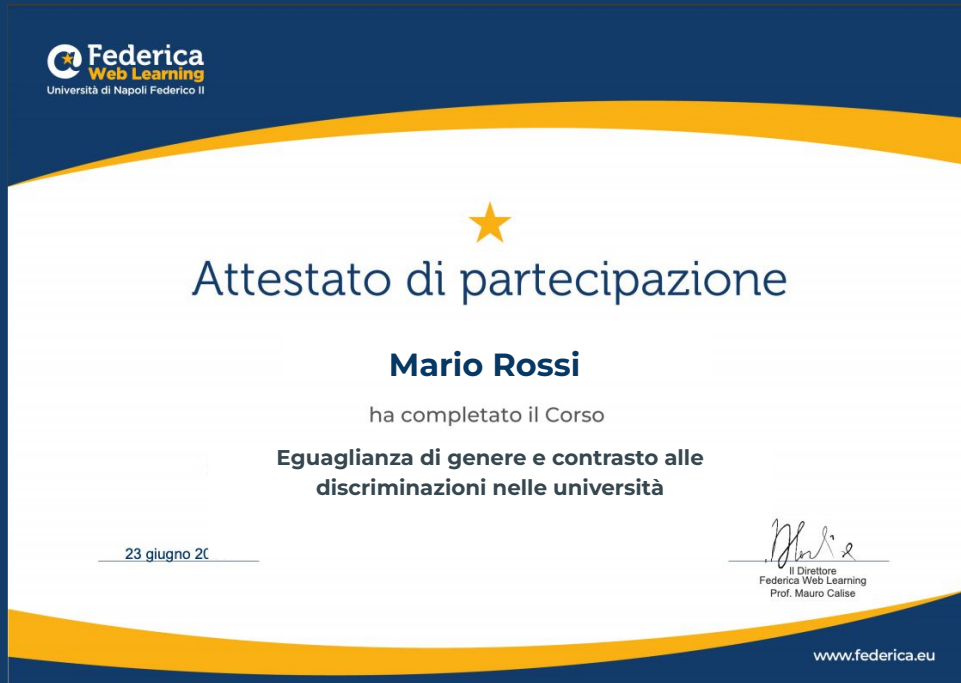 Federica
Web Learning
Università di Napoli Federico II
Attestato di partecipazione
Mario Rossi
ha completato il Corso
Eguaglianza di genere e contrasto alle
discriminazioni nelle università
23 giugno
Il Direttore
Federica Web Learning
Prof. Mauro Calise
www.federica.eu